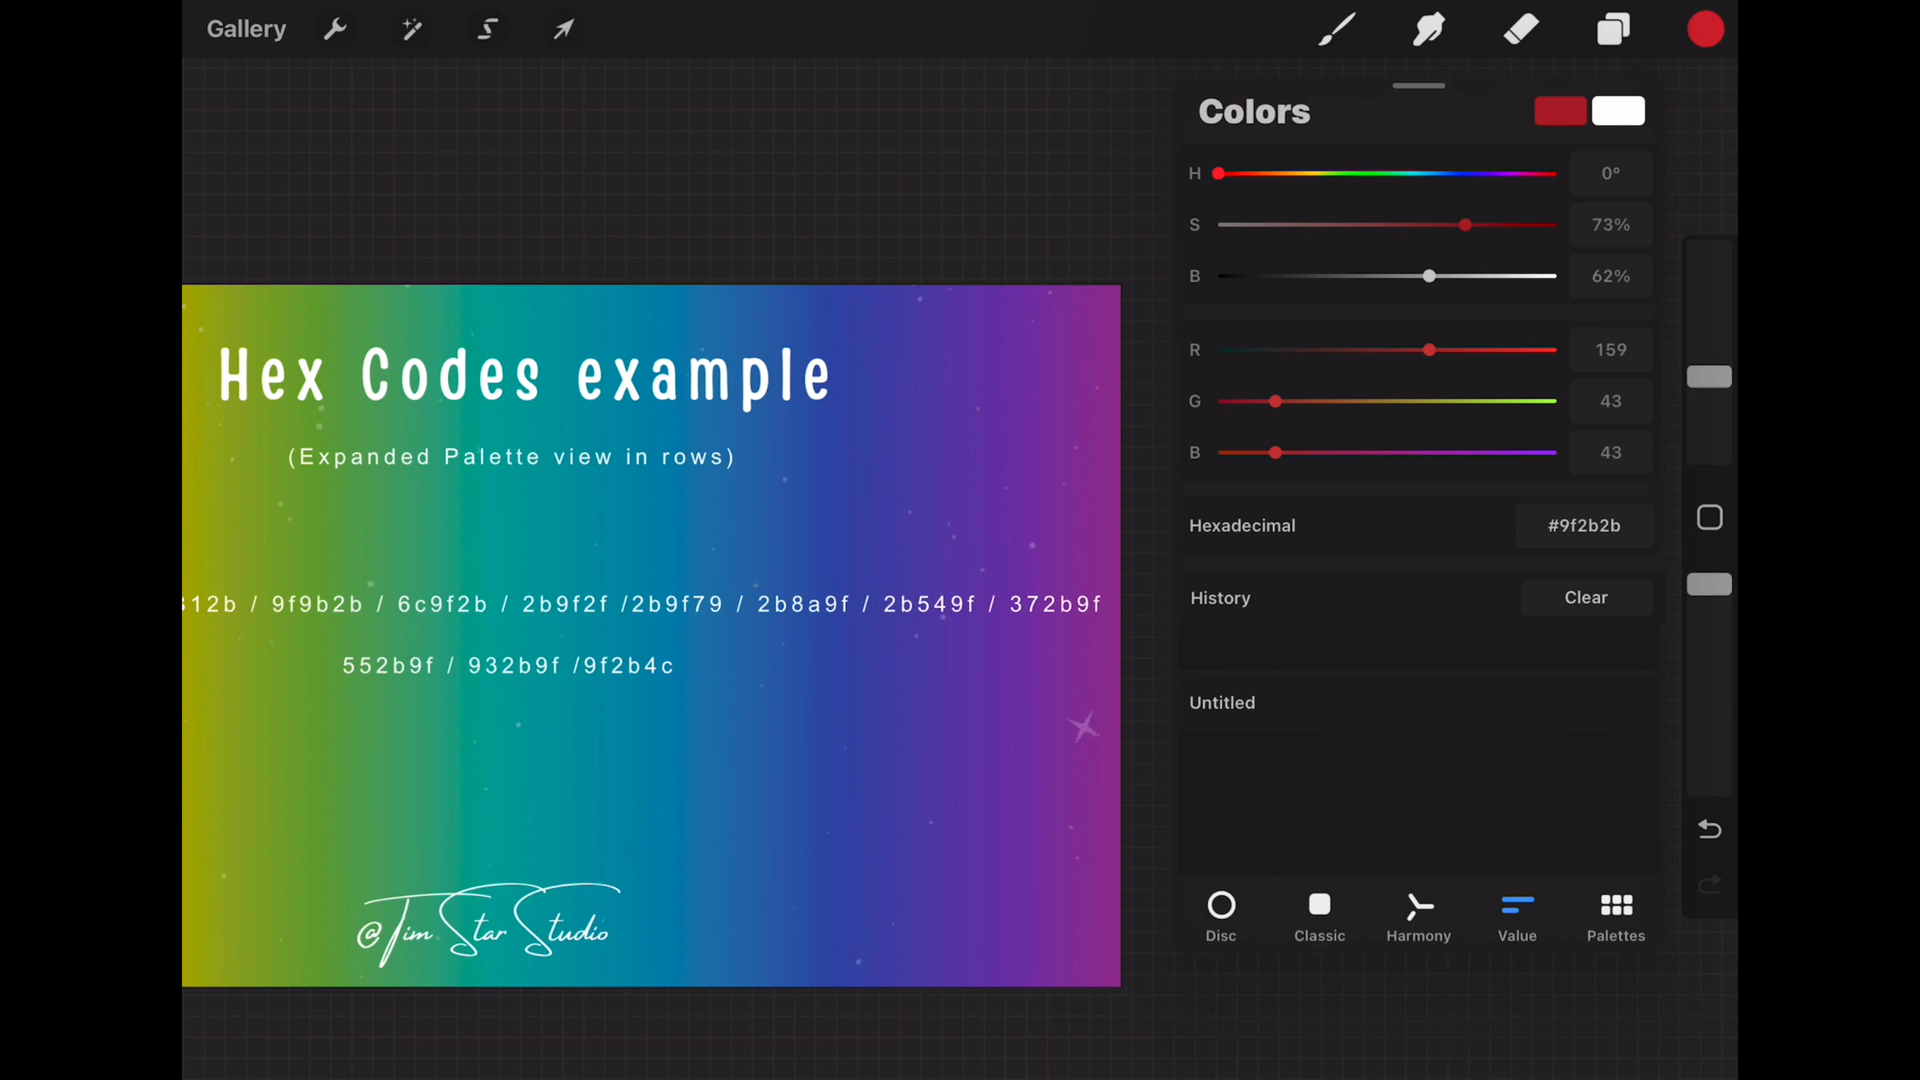 Gallery
Colors
H 0°
S 73%
B 62%
R 159
G 43
B 43
Hexadecimal #9f2b2b
History Clear
Untitled
Disc Classic Harmony Value Palettes
Hex Codes example
(Expanded Palette view in rows)
312b / 9f9b2b / 6c9f2b / 2b9f2f /2b9f79 / 2b8a9f / 2b549f / 372b9f
552b9f / 932b9f /9f2b4c
@Tim Star Studio